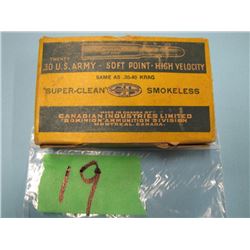 TWENTY
.30 U.S. ARMY - SOFT POINT - HIGH VELOCITY
SAME AS .30-40 KRAG
"SUPER-CLEAN" SMOKELESS
MADE IN CANADA BY
CANADIAN INDUSTRIES LIMITED
"DOMINION" AMMUNITION DIVISION
MONTREAL, CANADA.
19